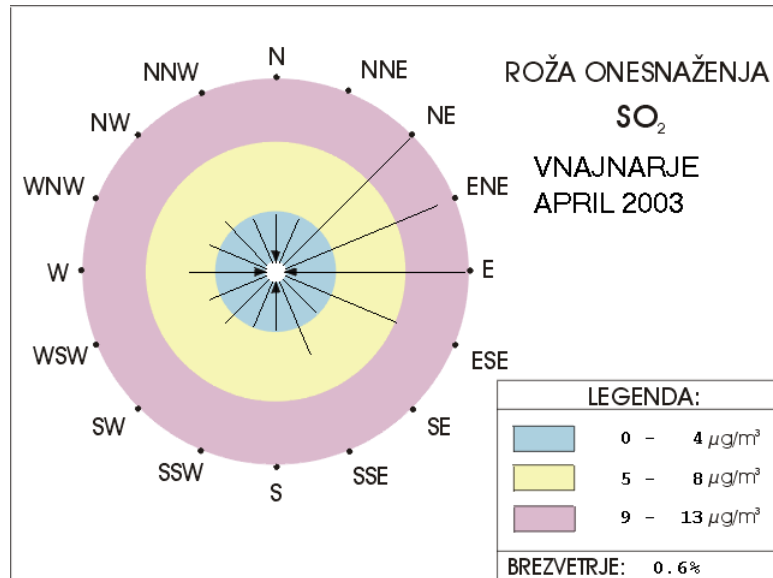 ROŽA ONESNAŽENJA
SO₂
VNAJNARJE
APRIL 2003
N
NNE
NE
ENE
E
ESE
SE
SSE
S
SSW
SW
WSW
W
WNW
NW
NNW
LEGENDA:
0 - 4 µg/m³
5 - 8 µg/m³
9 - 13 µg/m³
BREZVETRJE: 0.6%